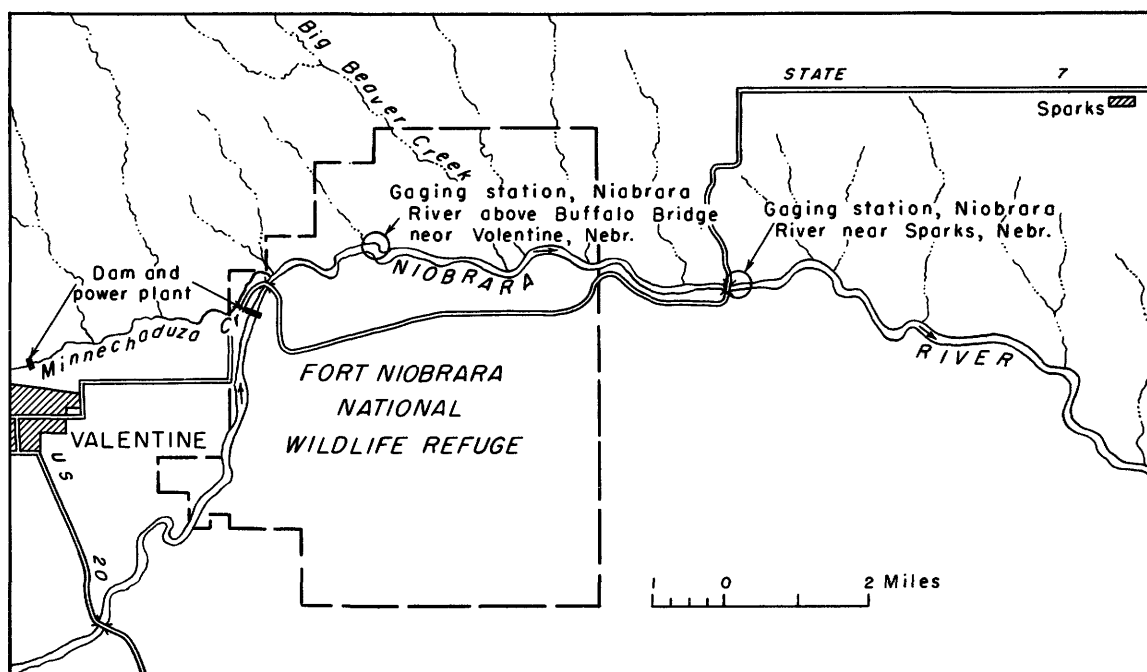 Big Beaver Creek
STATE 7
Sparks
Gaging station, Niabrara
River above Buffalo Bridge
near Valentine, Nebr.
Gaging station, Niobrara
River near Sparks, Nebr.
Dam and
power plant
NIOBRARA
RIVER
Minnechaduza
Cr
FORT NIOBRARA
NATIONAL
WILDLIFE REFUGE
VALENTINE
US
20
1 0 2 Miles